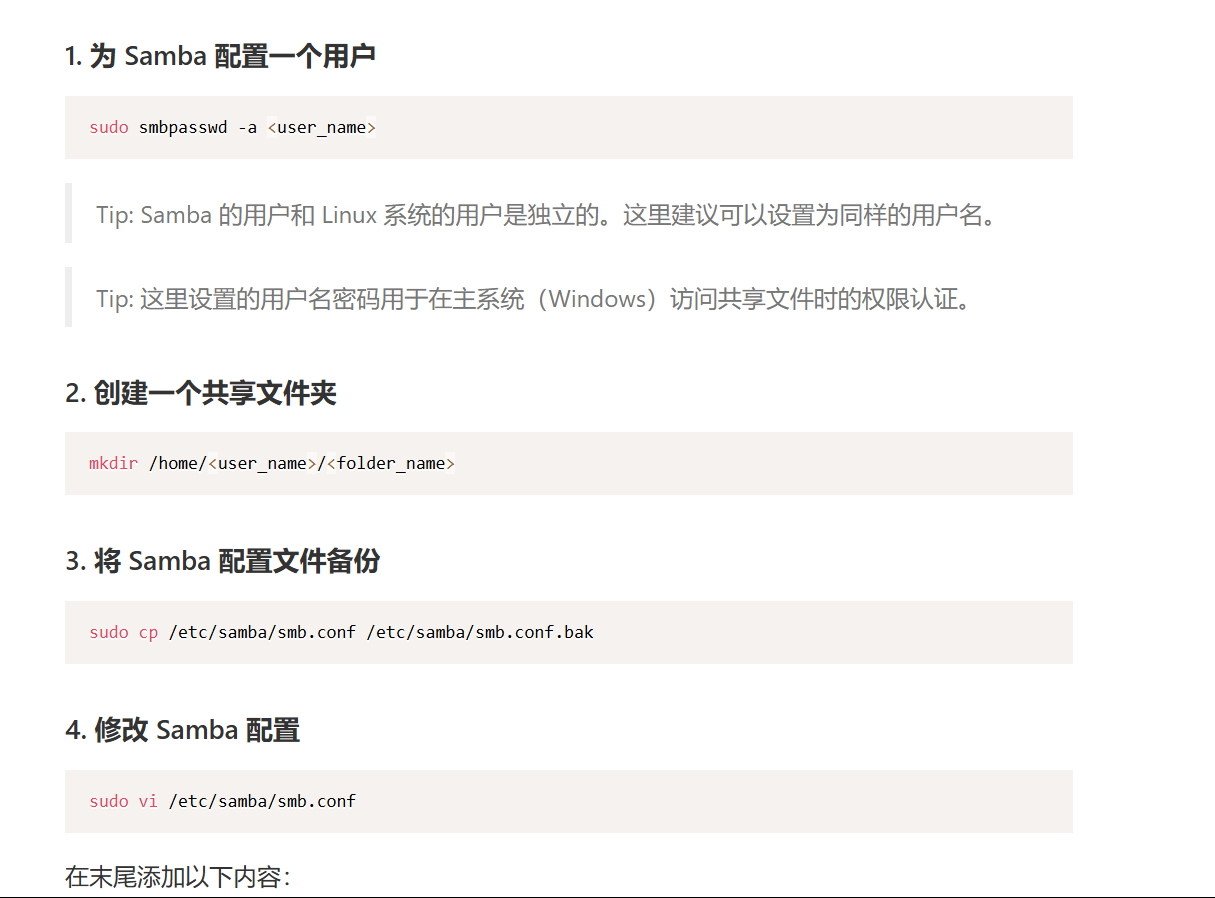 1. 为 Samba 配置一个用户
sudo smbpasswd -a <user_name>
Tip: Samba 的用户和 Linux 系统的用户是独立的。这里建议可以设置为同样的用户名。
Tip: 这里设置的用户名密码用于在主系统（Windows）访问共享文件时的权限认证。
2. 创建一个共享文件夹
mkdir /home/<user_name>/<folder_name>
3. 将 Samba 配置文件备份
sudo cp /etc/samba/smb.conf /etc/samba/smb.conf.bak
4. 修改 Samba 配置
sudo vi /etc/samba/smb.conf
在末尾添加以下内容：